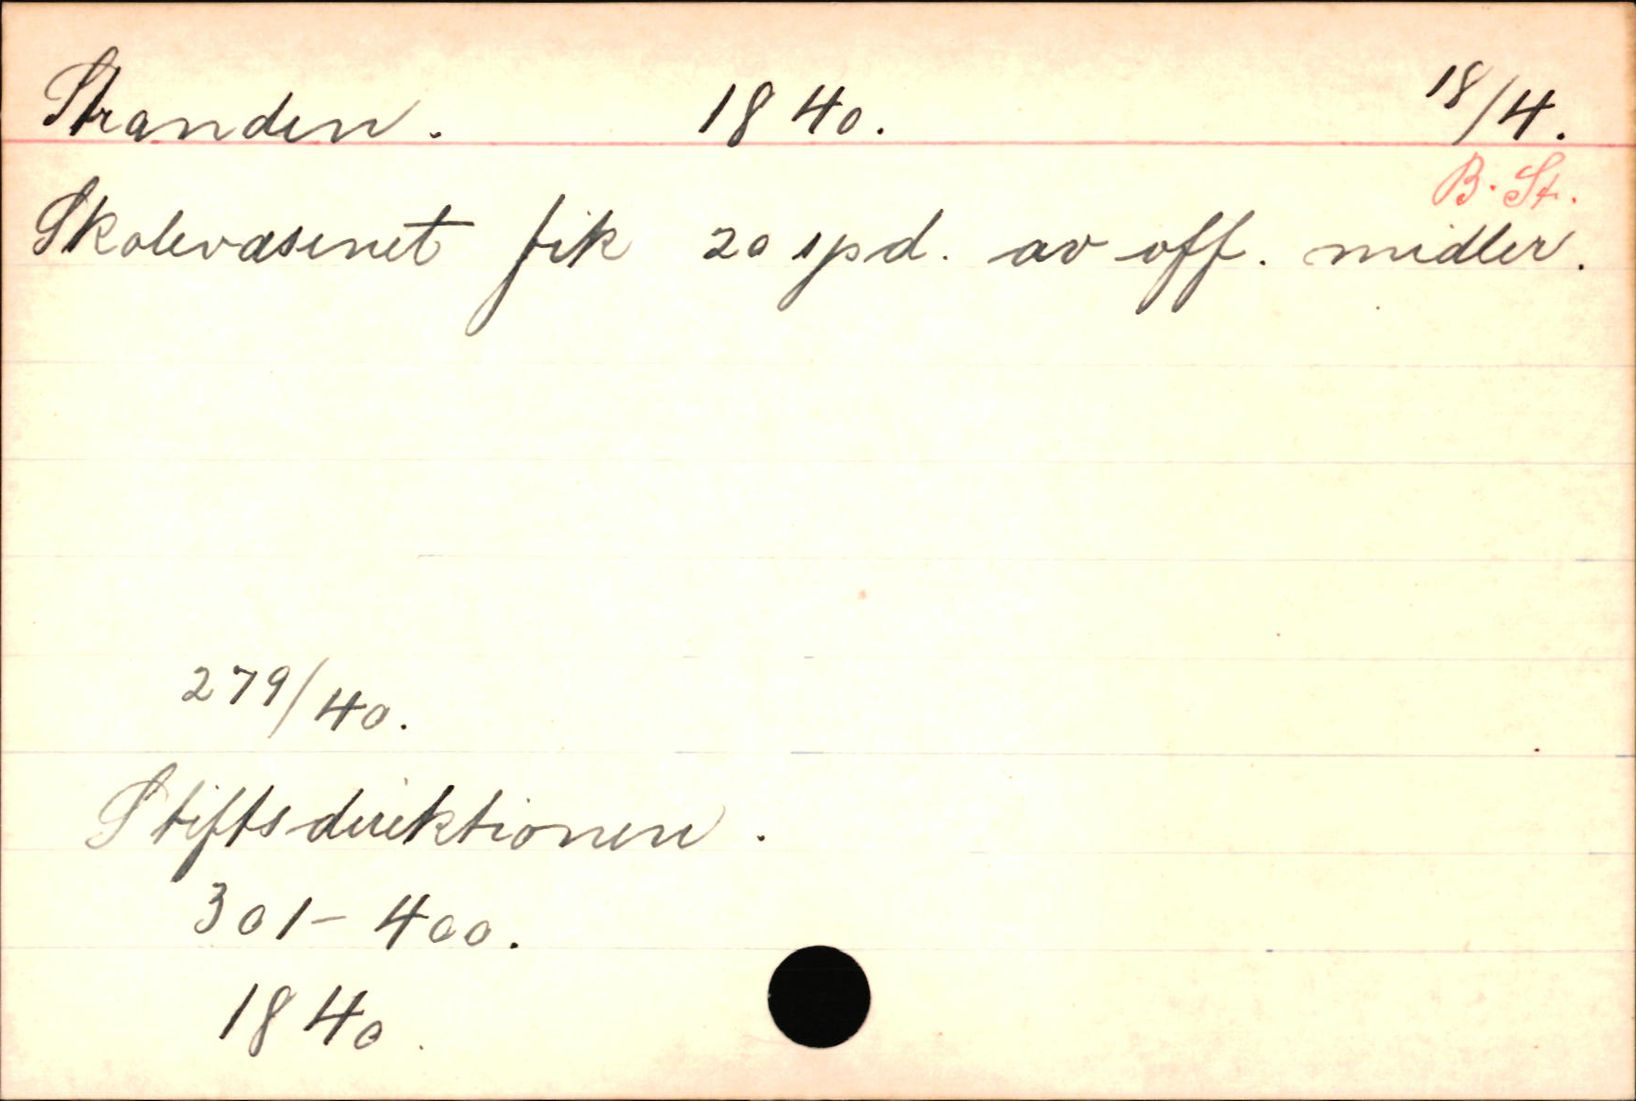 Stranden. 1840. 18/4.
B. St.
Skolevæsenet fik 20 spd. av off. midler.
279/40.
Stiftsdirektionen.
301-400.
1840.